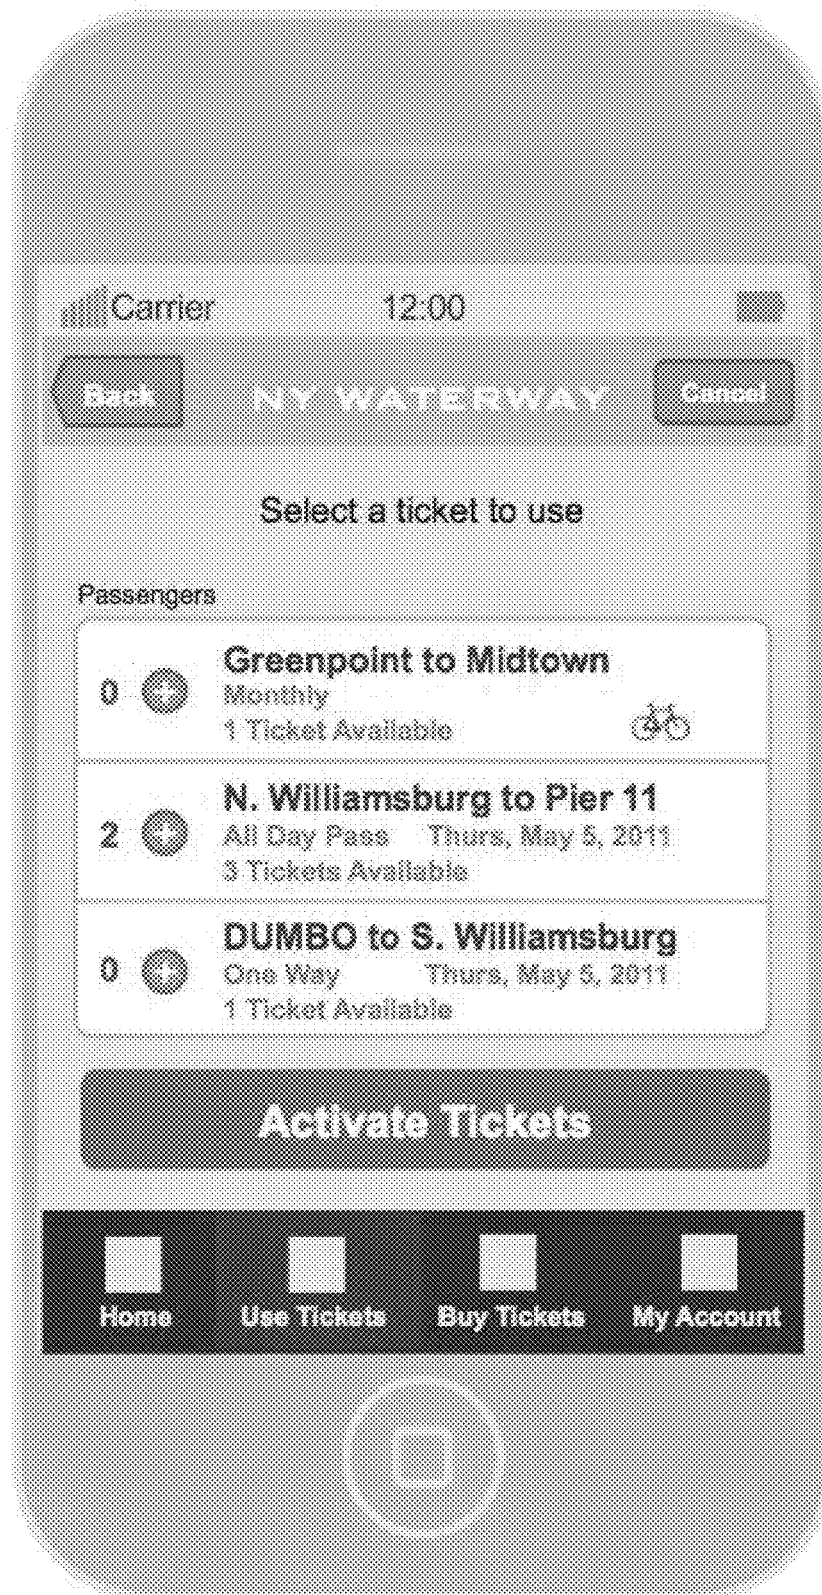 Carrier 12:00
Back NY WATERWAY Cancel
Select a ticket to use
Passengers
Greenpoint to Midtown
0 Monthly
1 Ticket Available
N. Williamsburg to Pier 11
2 All Day Pass Thurs, May 5, 2011
3 Tickets Available
DUMBO to S. Williamsburg
0 One Way Thurs, May 5, 2011
1 Ticket Available
Activate Tickets
Home Use Tickets Buy Tickets My Account